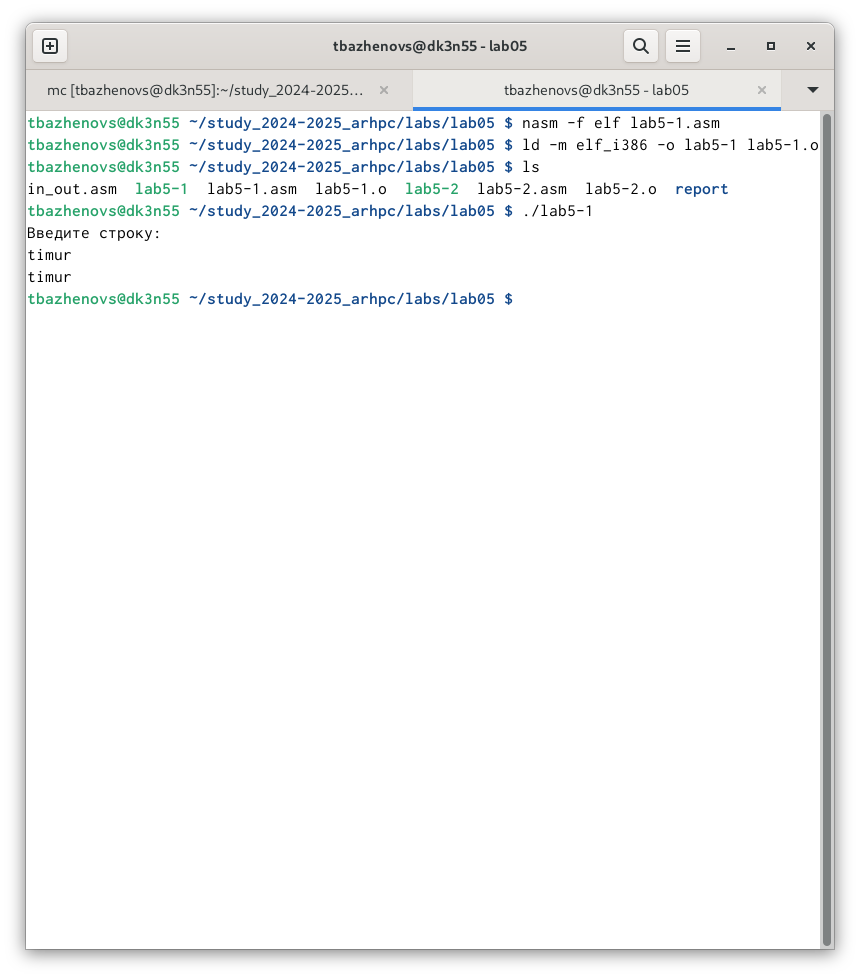 tbazhenovs@dk3n55 - lab05
mc [tbazhenovs@dk3n55]:~/study_2024-2025…
tbazhenovs@dk3n55 - lab05
tbazhenovs@dk3n55 ~/study_2024-2025_arhpc/labs/lab05 $ nasm -f elf lab5-1.asm
tbazhenovs@dk3n55 ~/study_2024-2025_arhpc/labs/lab05 $ ld -m elf_i386 -o lab5-1 lab5-1.o
tbazhenovs@dk3n55 ~/study_2024-2025_arhpc/labs/lab05 $ ls
in_out.asm  lab5-1  lab5-1.asm  lab5-1.o  lab5-2  lab5-2.asm  lab5-2.o  report
tbazhenovs@dk3n55 ~/study_2024-2025_arhpc/labs/lab05 $ ./lab5-1
Введите строку:
timur
timur
tbazhenovs@dk3n55 ~/study_2024-2025_arhpc/labs/lab05 $